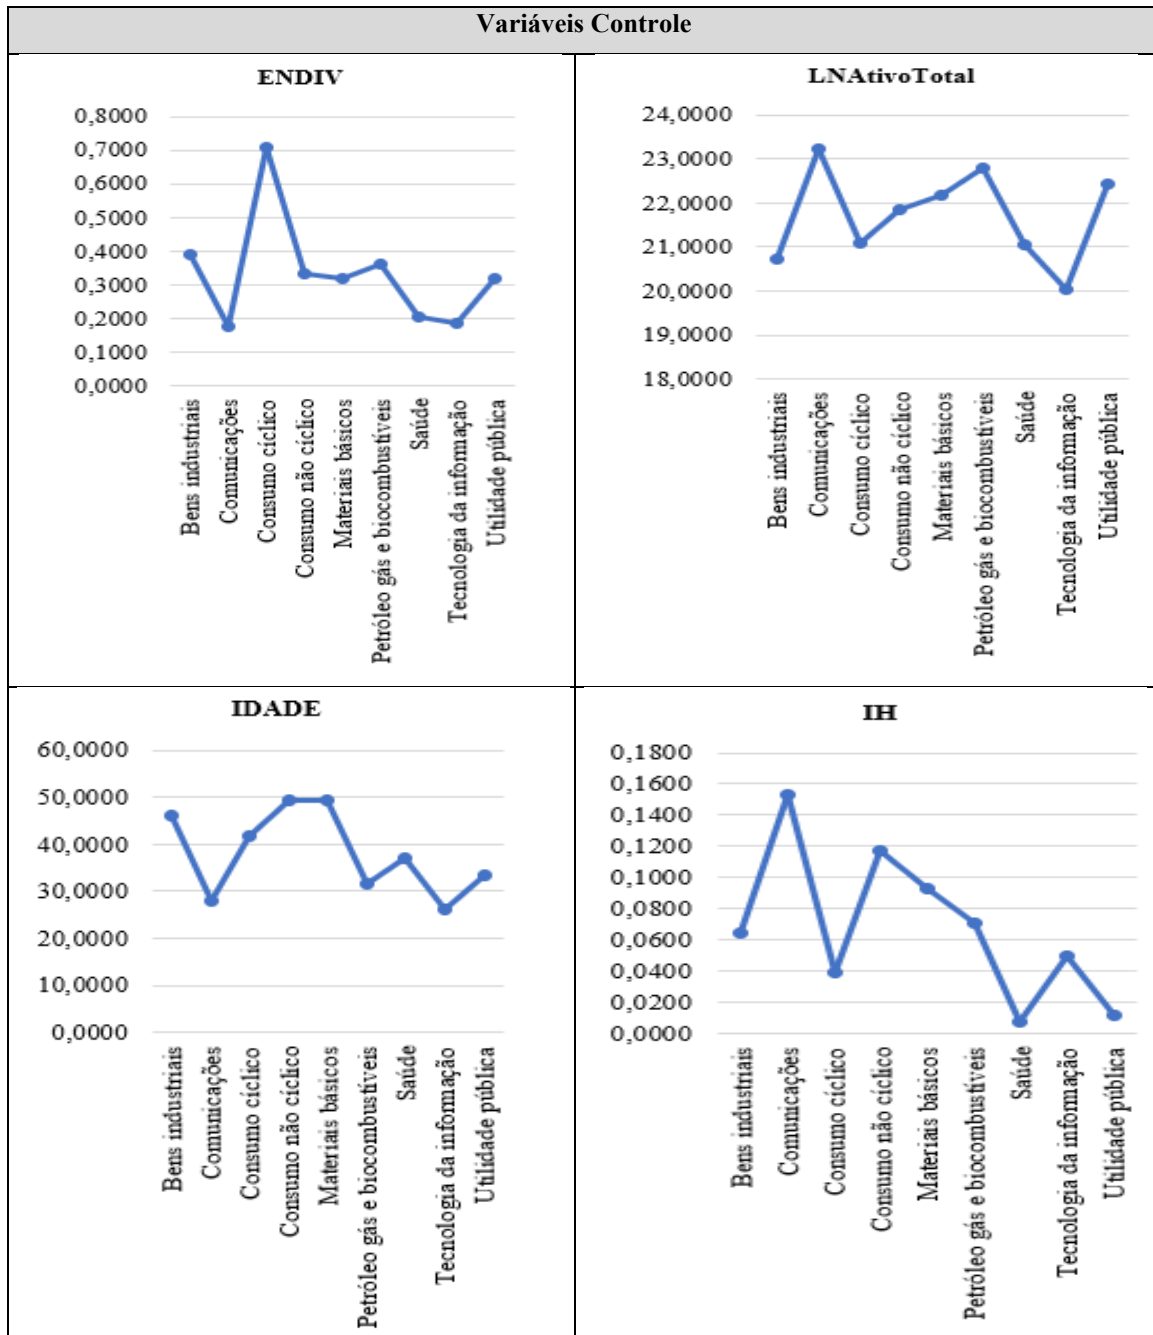 Variáveis Controle
ENDIV
0,8000
0,7000
0,6000
0,5000
0,4000
0,3000
0,2000
0,1000
0,0000
Bens industriais
Comunicações
Consumo cíclico
Consumo não cíclico
Materiais básicos
Petróleo gás e biocombustíveis
Saúde
Tecnologia da informação
Utilidade pública
LNAtivoTotal
24,0000
23,0000
22,0000
21,0000
20,0000
19,0000
18,0000
Bens industriais
Comunicações
Consumo cíclico
Consumo não cíclico
Materiais básicos
Petróleo gás e biocombustíveis
Saúde
Tecnologia da informação
Utilidade pública
IDADE
60,0000
50,0000
40,0000
30,0000
20,0000
10,0000
0,0000
Bens industriais
Comunicações
Consumo cíclico
Consumo não cíclico
Materiais básicos
Petróleo gás e biocombustíveis
Saúde
Tecnologia da informação
Utilidade pública
IH
0,1800
0,1600
0,1400
0,1200
0,1000
0,0800
0,0600
0,0400
0,0200
0,0000
Bens industriais
Comunicações
Consumo cíclico
Consumo não cíclico
Materiais básicos
Petróleo gás e biocombustíveis
Saúde
Tecnologia da informação
Utilidade pública